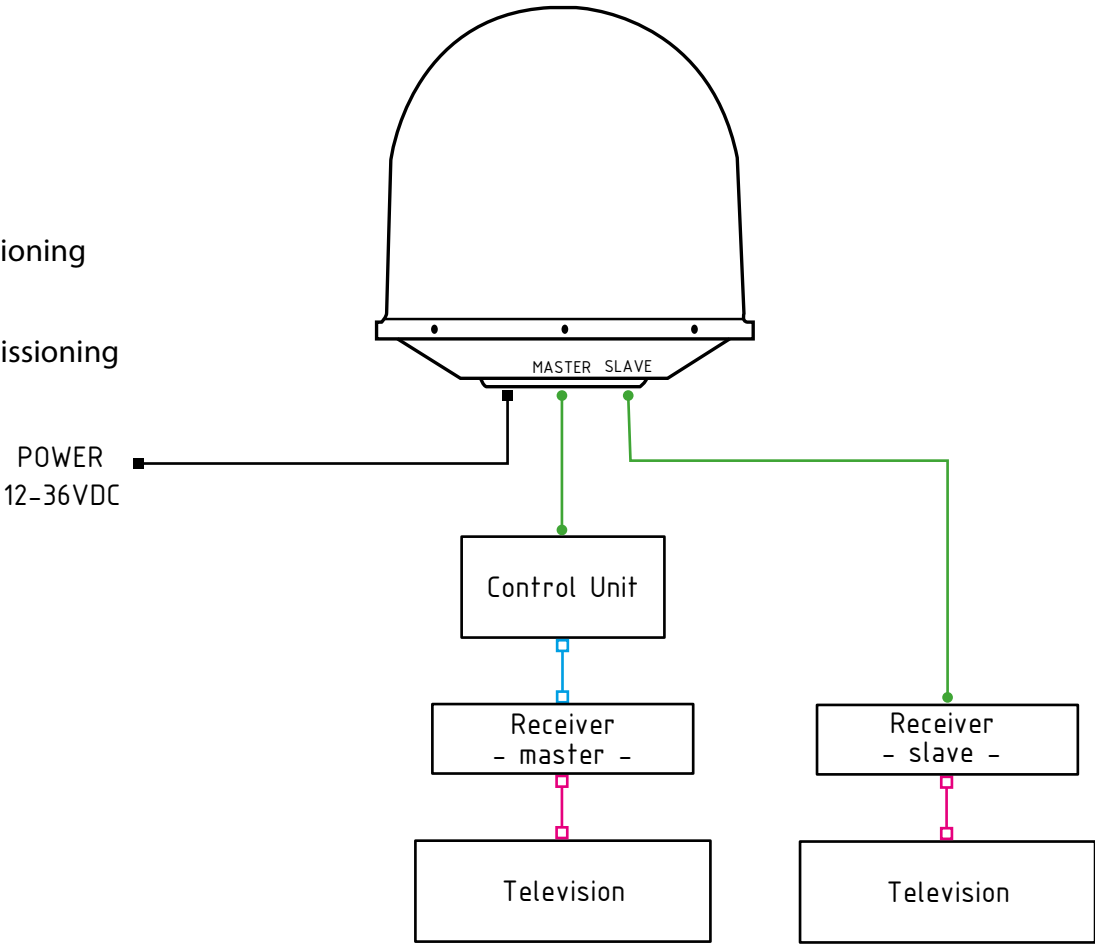 ioning
issioning
MASTER SLAVE
POWER
12-36VDC
Control Unit
Receiver
- master -
Receiver
- slave -
Television
Television